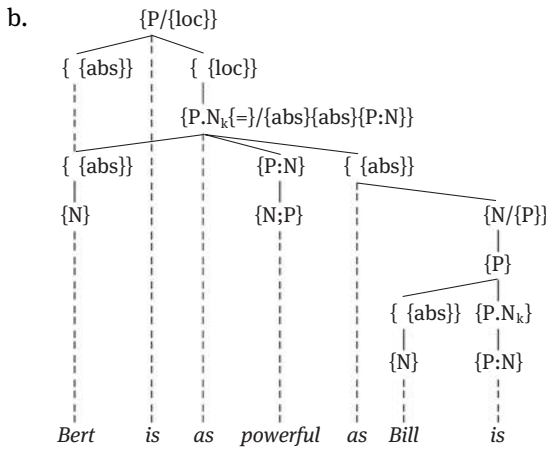 b. {P/{loc}}
{ {abs}} { {loc}}
{P.Nₖ{=}/{abs}{abs}{P:N}}
{ {abs}} {P:N} { {abs}}
{N} {N;P} {N/{P}}
{P}
{ {abs}} {P.Nₖ}
{N} {P:N}
Bert is as powerful as Bill is